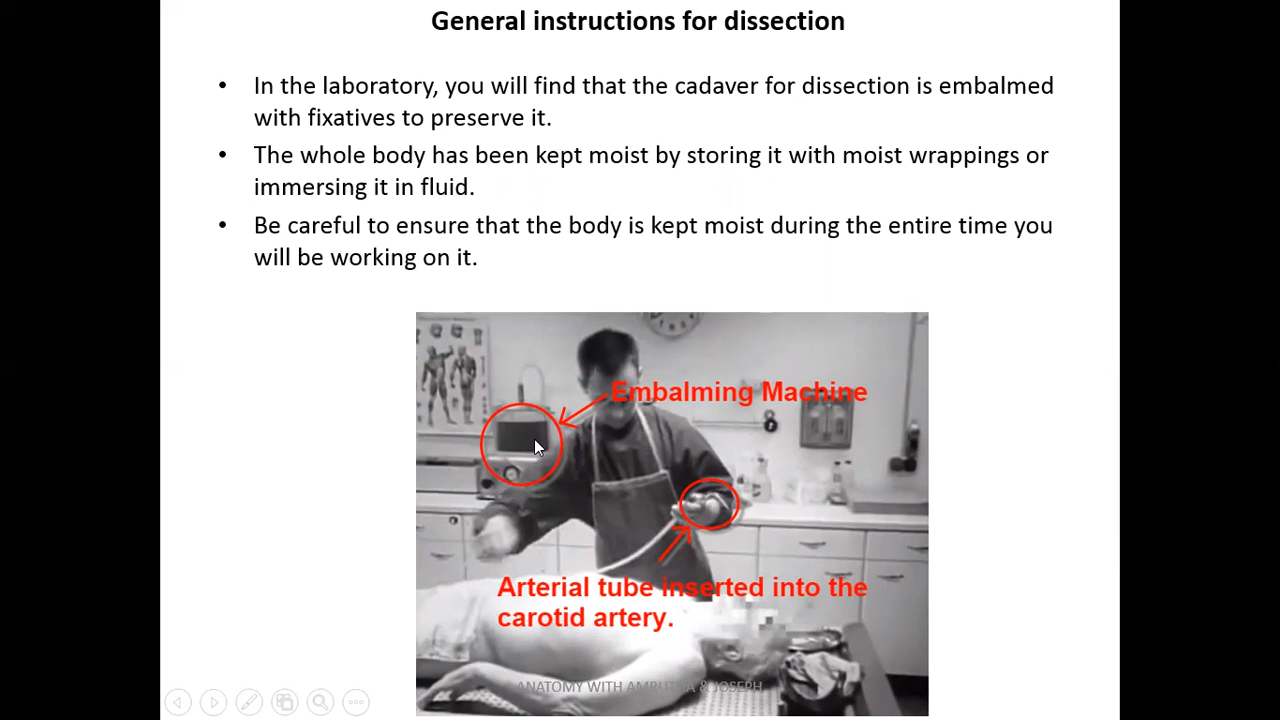 General instructions for dissection
• In the laboratory, you will find that the cadaver for dissection is embalmed
with fixatives to preserve it.
• The whole body has been kept moist by storing it with moist wrappings or
immersing it in fluid.
• Be careful to ensure that the body is kept moist during the entire time you
will be working on it.
Embalming Machine
Arterial tube inserted into the
carotid artery.
ANATOMY WITH AMRUTHA & JOSEPH